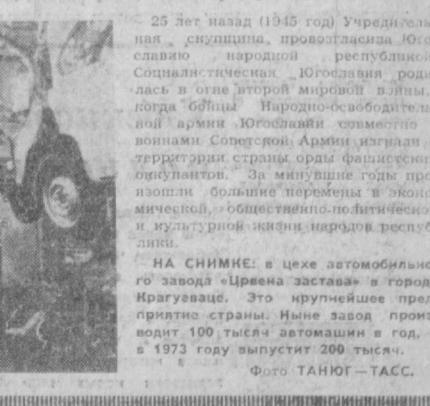 25 лет назад (1945 год) Учредитель
ная скупщина провозгласила Юго
славию народной республикой
Социалистическая Югославия роди
лась в огне второй мировой войны,
когда бойцы Народно-освободитель
ной армии Югославии совместно
воинами Советской Армии изгнали
территории страны орды фашистских
оккупантов. За минувшие годы про
изошли большие перемены в эконо
мической, общественно-политическо
и культурной жизни народов респуб
лики.
НА СНИМКЕ: в цехе автомобильно
го завода «Црвена застава» в город
Крагуеваце. Это крупнейшее пред
приятие страны. Ныне завод произ
водит 100 тысяч автомашин в год,
в 1973 году выпустит 200 тысяч.
Фото ТАНЮГ—ТАСС.